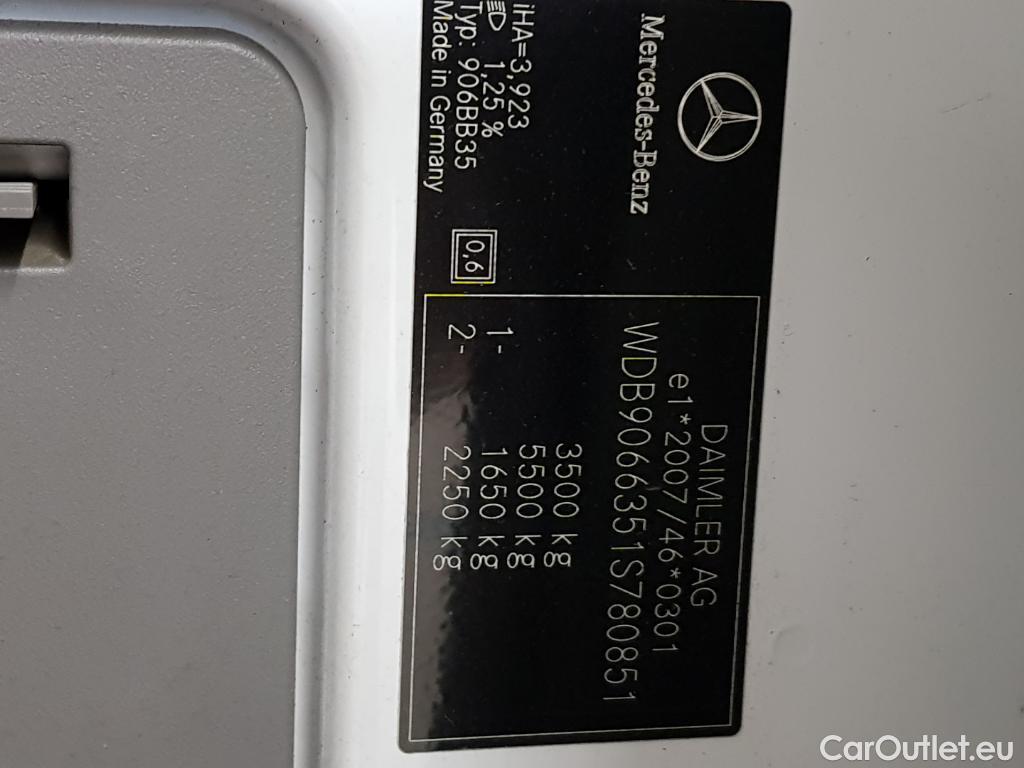 Mercedes-Benz
iHA=3,923
1,25 %
Typ: 906BB35
Made in Germany
0,6
DAIMLER AG
e1*2007/46*0301
WDB9066351S780851
3500 kg
5500 kg
1- 1650 kg
2- 2250 kg
CarOutlet.eu